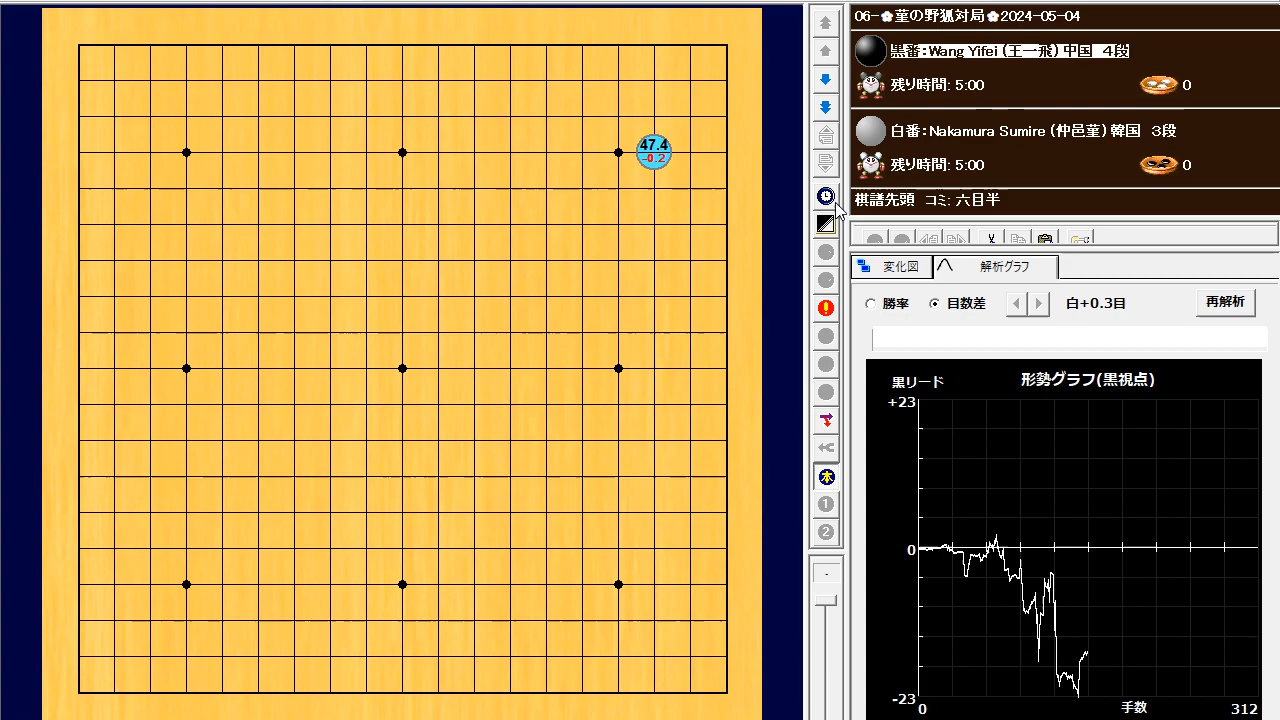 06-✿菫の野狐対局✿2024-05-04
黒番:Wang Yifei (王一飛) 中国 4段
残り時間: 5:00
0
白番:Nakamura Sumire (仲邑菫) 韓国 3段
残り時間: 5:00
0
棋譜先頭 コミ: 六目半
47.4
-0.2
変化図
解析グラフ
勝率
目数差
白+0.3目
再解析
黒リード
形勢グラフ(黒視点)
+23
0
-23
0
手数
312
本
1
2
-